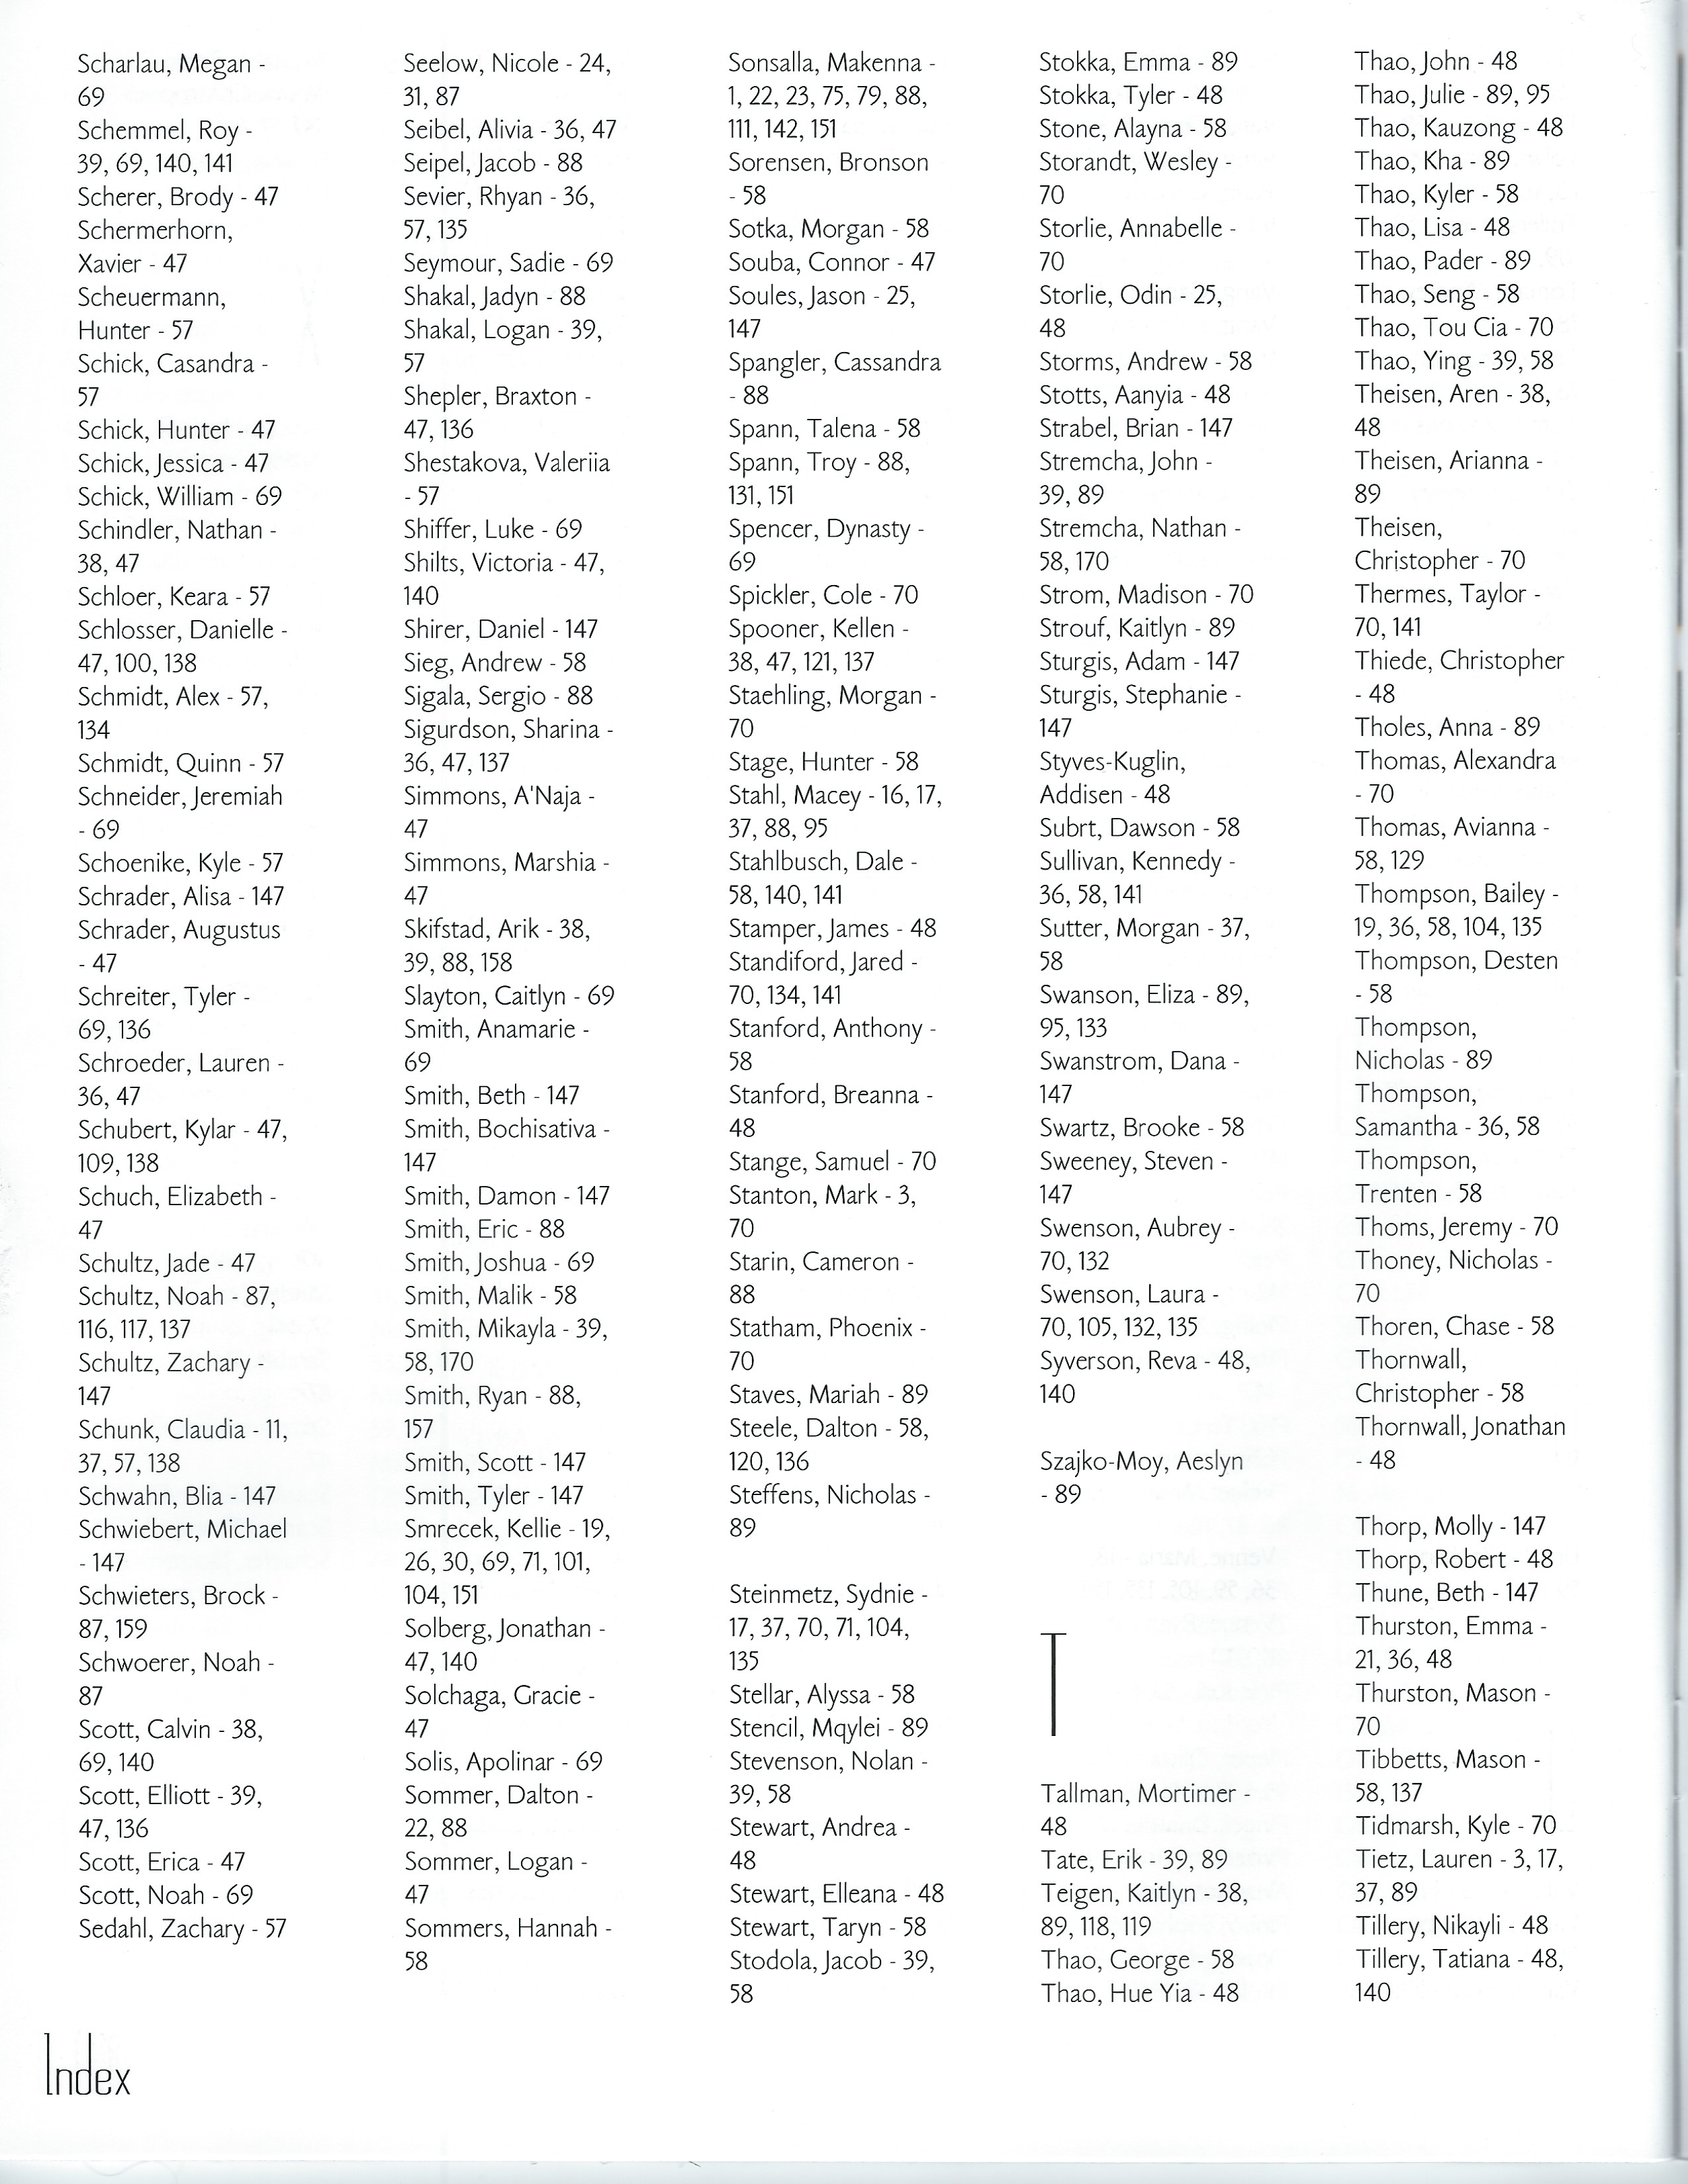 Scharlau, Megan -
69
Schemmel, Roy -
39, 69, 140, 141
Scherer, Brody - 47
Schermerhorn,
Xavier - 47
Scheuermann,
Hunter - 57
Schick, Casandra -
57
Schick, Hunter - 47
Schick, Jessica - 47
Schick, William - 69
Schindler, Nathan -
38, 47
Schloer, Keara - 57
Schlosser, Danielle -
47, 100, 138
Schmidt, Alex - 57,
134
Schmidt, Quinn - 57
Schneider, Jeremiah
- 69
Schoenike, Kyle - 57
Schrader, Alisa - 147
Schrader, Augustus
- 47
Schreiter, Tyler -
69, 136
Schroeder, Lauren -
36, 47
Schubert, Kylar - 47,
109, 138
Schuch, Elizabeth -
47
Schultz, Jade - 47
Schultz, Noah - 87,
116, 117, 137
Schultz, Zachary -
147
Schunk, Claudia - 11,
37, 57, 138
Schwahn, Blia - 147
Schwiebert, Michael
- 147
Schwieters, Brock -
87, 159
Schwoerer, Noah -
87
Scott, Calvin - 38,
69, 140
Scott, Elliott - 39,
47, 136
Scott, Erica - 47
Scott, Noah - 69
Sedahl, Zachary - 57
Seelow, Nicole - 24,
31, 87
Seibel, Alivia - 36, 47
Seipel, Jacob - 88
Sevier, Rhyan - 36,
57, 135
Seymour, Sadie - 69
Shakal, Jadyn - 88
Shakal, Logan - 39,
57
Shepler, Braxton -
47, 136
Shestakova, Valeriia
- 57
Shiffer, Luke - 69
Shilts, Victoria - 47,
140
Shirer, Daniel - 147
Sieg, Andrew - 58
Sigala, Sergio - 88
Sigurdson, Sharina -
36, 47, 137
Simmons, A'Naja -
47
Simmons, Marshia -
47
Skifstad, Arik - 38,
39, 88, 158
Slayton, Caitlyn - 69
Smith, Anamarie -
69
Smith, Beth - 147
Smith, Bochisativa -
147
Smith, Damon - 147
Smith, Eric - 88
Smith, Joshua - 69
Smith, Malik - 58
Smith, Mikayla - 39,
58, 170
Smith, Ryan - 88,
157
Smith, Scott - 147
Smith, Tyler - 147
Smrecek, Kellie - 19,
26, 30, 69, 71, 101,
104, 151
Solberg, Jonathan -
47, 140
Solchaga, Gracie -
47
Solis, Apolinar - 69
Sommer, Dalton -
22, 88
Sommer, Logan -
47
Sommers, Hannah -
58
Sonsalla, Makenna -
1, 22, 23, 75, 79, 88,
111, 142, 151
Sorensen, Bronson
- 58
Sotka, Morgan - 58
Souba, Connor - 47
Soules, Jason - 25,
147
Spangler, Cassandra
- 88
Spann, Talena - 58
Spann, Troy - 88,
131, 151
Spencer, Dynasty -
69
Spickler, Cole - 70
Spooner, Kellen -
38, 47, 121, 137
Staehling, Morgan -
70
Stage, Hunter - 58
Stahl, Macey - 16, 17,
37, 88, 95
Stahlbusch, Dale -
58, 140, 141
Stamper, James - 48
Standiford, Jared -
70, 134, 141
Stanford, Anthony -
58
Stanford, Breanna -
48
Stange, Samuel - 70
Stanton, Mark - 3,
70
Starin, Cameron -
88
Statham, Phoenix -
70
Staves, Mariah - 89
Steele, Dalton - 58,
120, 136
Steffens, Nicholas -
89
Steinmetz, Sydnie -
17, 37, 70, 71, 104,
135
Stellar, Alyssa - 58
Stencil, Mqylei - 89
Stevenson, Nolan -
39, 58
Stewart, Andrea -
48
Stewart, Elleana - 48
Stewart, Taryn - 58
Stodola, Jacob - 39,
58
Stokka, Emma - 89
Stokka, Tyler - 48
Stone, Alayna - 58
Storandt, Wesley -
70
Storlie, Annabelle -
70
Storlie, Odin - 25,
48
Storms, Andrew - 58
Stotts, Aanyia - 48
Strabel, Brian - 147
Stremcha, John -
39, 89
Stremcha, Nathan -
58, 170
Strom, Madison - 70
Strouf, Kaitlyn - 89
Sturgis, Adam - 147
Sturgis, Stephanie -
147
Styves-Kuglin,
Addisen - 48
Subrt, Dawson - 58
Sullivan, Kennedy -
36, 58, 141
Sutter, Morgan - 37,
58
Swanson, Eliza - 89,
95, 133
Swanstrom, Dana -
147
Swartz, Brooke - 58
Sweeney, Steven -
147
Swenson, Aubrey -
70, 132
Swenson, Laura -
70, 105, 132, 135
Syverson, Reva - 48,
140
Szajko-Moy, Aeslyn
- 89
T
Tallman, Mortimer -
48
Tate, Erik - 39, 89
Teigen, Kaitlyn - 38,
89, 118, 119
Thao, George - 58
Thao, Hue Yia - 48
Thao, John - 48
Thao, Julie - 89, 95
Thao, Kauzong - 48
Thao, Kha - 89
Thao, Kyler - 58
Thao, Lisa - 48
Thao, Pader - 89
Thao, Seng - 58
Thao, Tou Cia - 70
Thao, Ying - 39, 58
Theisen, Aren - 38,
48
Theisen, Arianna -
89
Theisen,
Christopher - 70
Thermes, Taylor -
70, 141
Thiede, Christopher
- 48
Tholes, Anna - 89
Thomas, Alexandra
- 70
Thomas, Avianna -
58, 129
Thompson, Bailey -
19, 36, 58, 104, 135
Thompson, Desten
- 58
Thompson,
Nicholas - 89
Thompson,
Samantha - 36, 58
Thompson,
Trenten - 58
Thoms, Jeremy - 70
Thoney, Nicholas -
70
Thoren, Chase - 58
Thornwall,
Christopher - 58
Thornwall, Jonathan
- 48
Thorp, Molly - 147
Thorp, Robert - 48
Thune, Beth - 147
Thurston, Emma -
21, 36, 48
Thurston, Mason -
70
Tibbetts, Mason -
58, 137
Tidmarsh, Kyle - 70
Tietz, Lauren - 3, 17,
37, 89
Tillery, Nikayli - 48
Tillery, Tatiana - 48,
140
Index